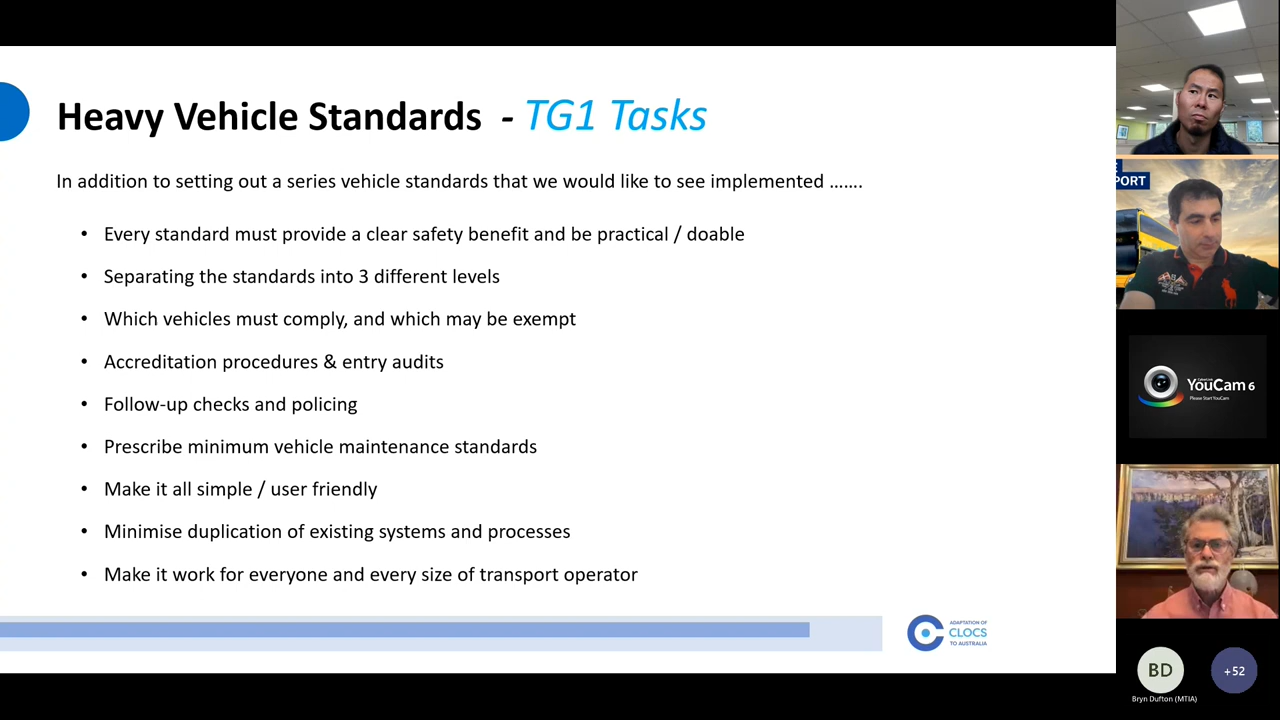 Heavy Vehicle Standards - TG1 Tasks
In addition to setting out a series vehicle standards that we would like to see implemented …….
• Every standard must provide a clear safety benefit and be practical / doable
• Separating the standards into 3 different levels
• Which vehicles must comply, and which may be exempt
• Accreditation procedures & entry audits
• Follow-up checks and policing
• Prescribe minimum vehicle maintenance standards
• Make it all simple / user friendly
• Minimise duplication of existing systems and processes
• Make it work for everyone and every size of transport operator
ADAPTATION OF
CLOCS
TO AUSTRALIA
PORT
CyberLink
YouCam 6
Please Start YouCam
BD
+52
Bryn Dufton (MTIA)